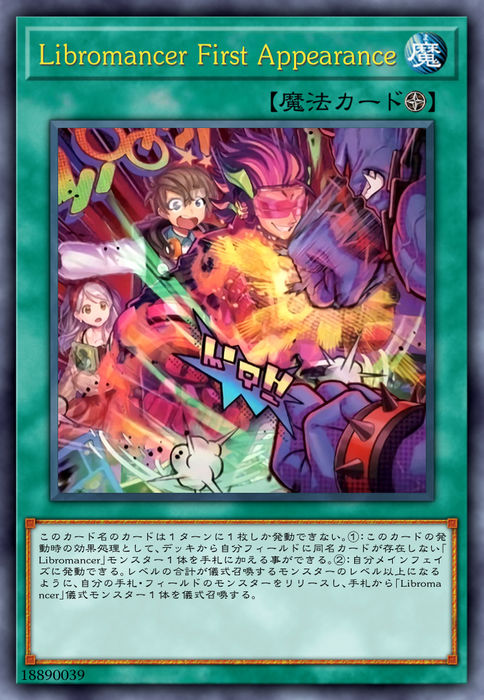 Libromancer First Appearance 魔
【魔法カード】
このカード名のカードは1ターンに1枚しか発動できない。①:このカードの発
動時の効果処理として、デッキから自分フィールドに同名カードが存在しない「
Libromancer」モンスター1体を手札に加える事ができる。②:自分メインフェイ
ズに発動できる。レベルの合計が儀式召喚するモンスターのレベル以上になる
ように、自分の手札・フィールドのモンスターをリリースし、手札から「Libroma
ncer」儀式モンスター1体を儀式召喚する。
18890039